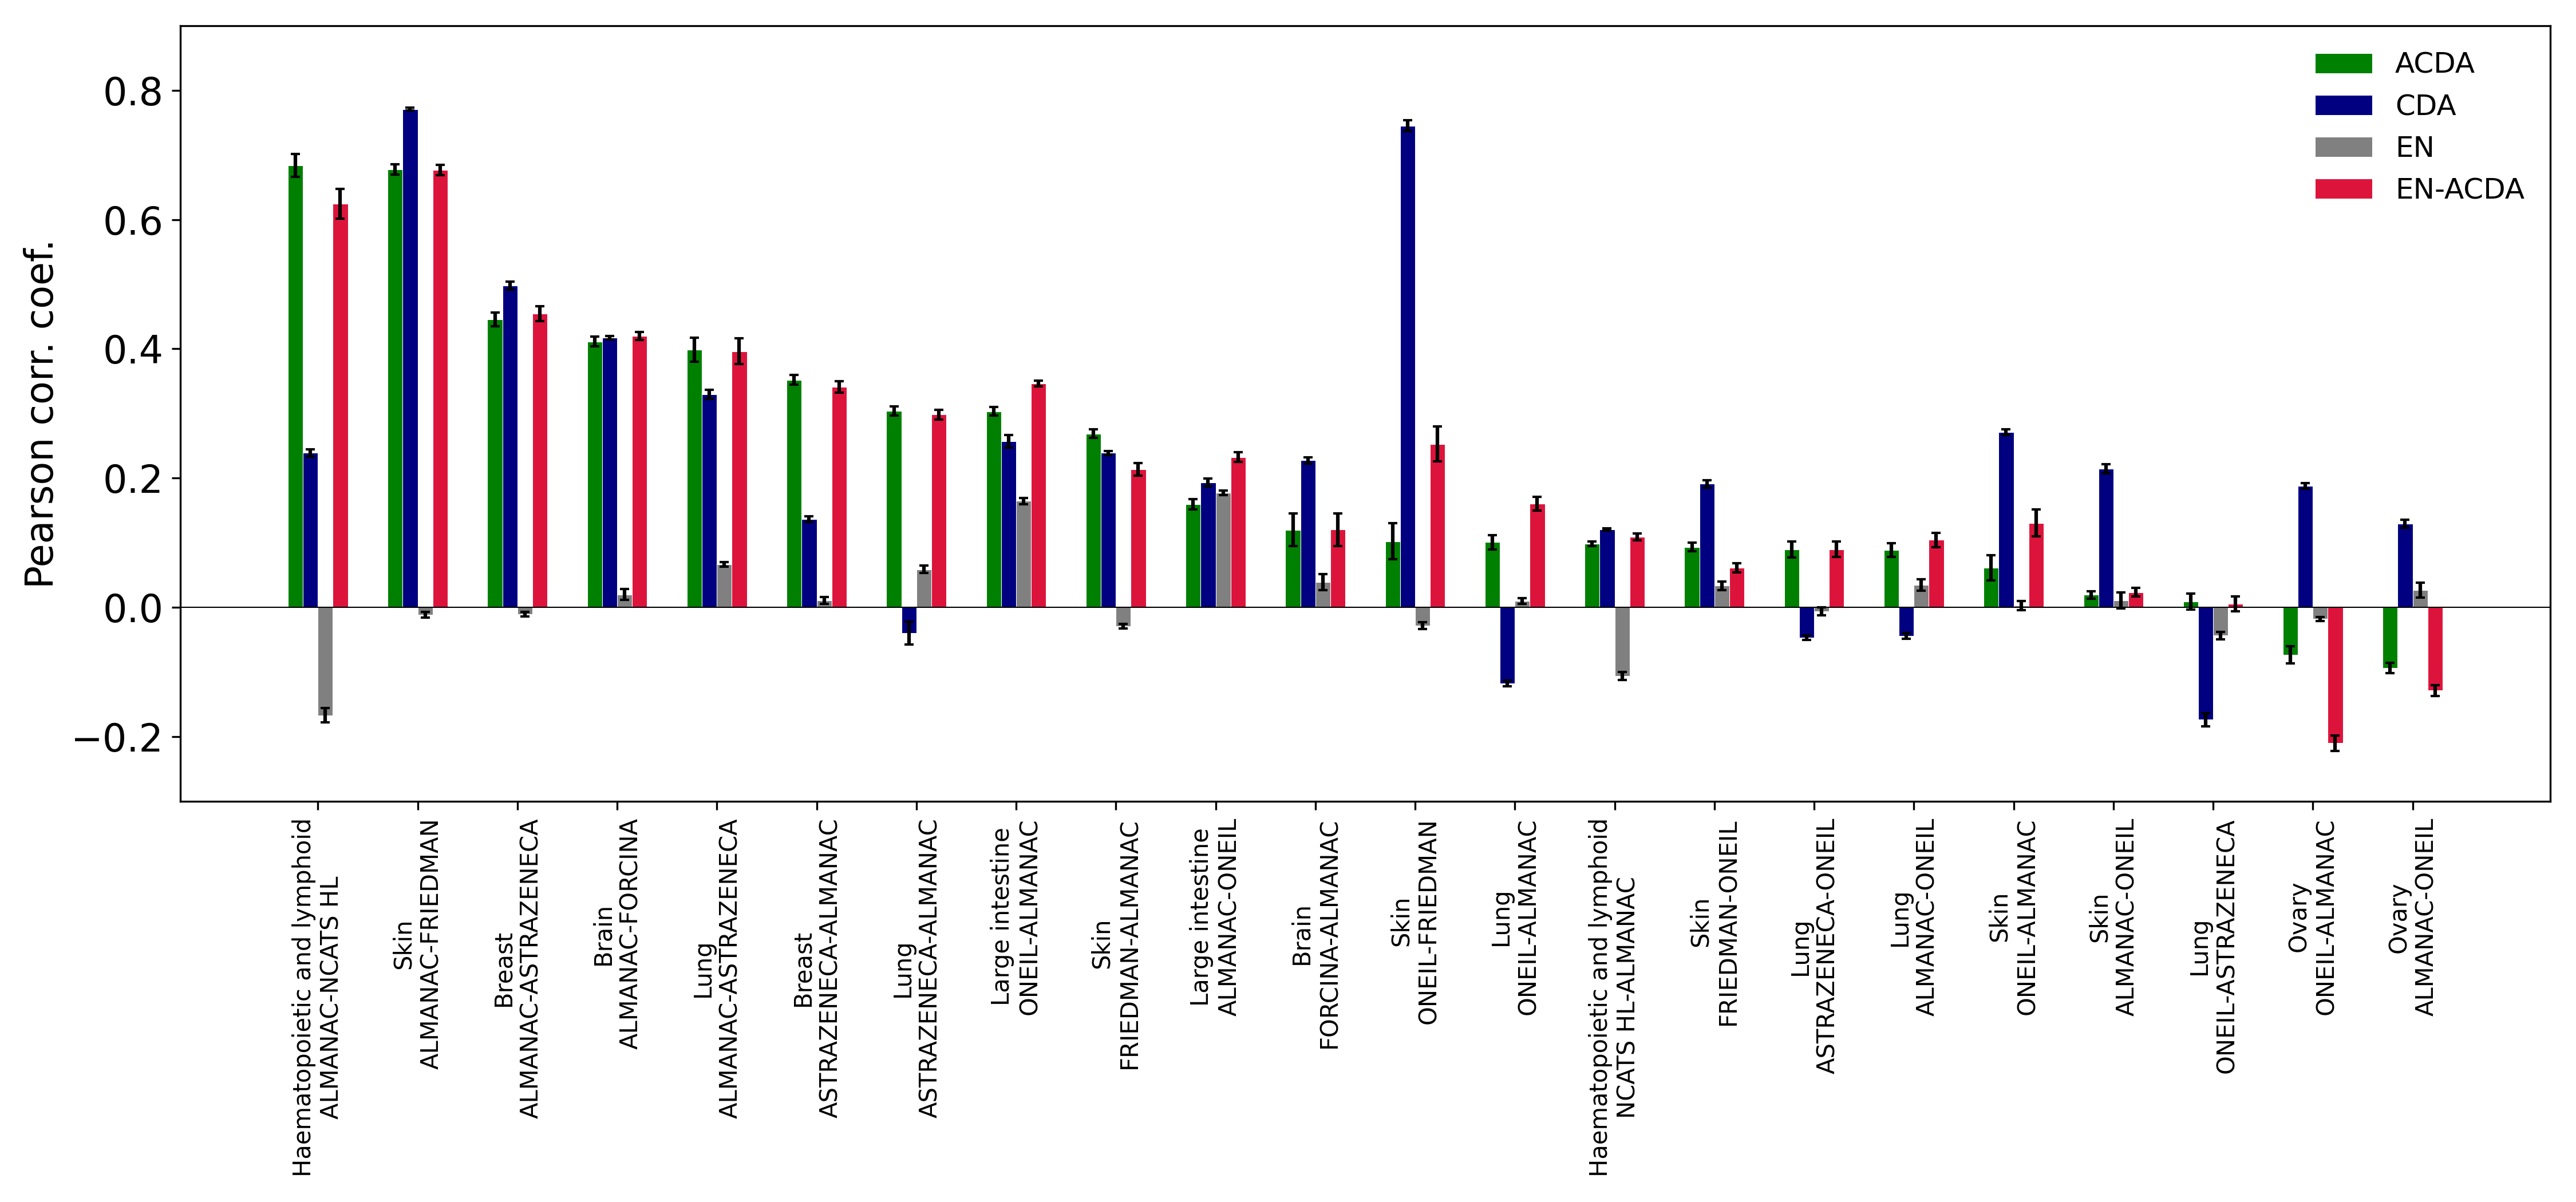 Pearson corr. coef.
0.8
0.6
0.4
0.2
0.0
−0.2
ACDA
CDA
EN
EN-ACDA
Haematopoietic and lymphoid
ALMANAC-NCATS HL
Skin
ALMANAC-FRIEDMAN
Breast
ALMANAC-ASTRAZENECA
Brain
ALMANAC-FORCINA
Lung
ALMANAC-ASTRAZENECA
Breast
ASTRAZENECA-ALMANAC
Lung
ASTRAZENECA-ALMANAC
Large intestine
ONEIL-ALMANAC
Skin
FRIEDMAN-ALMANAC
Large intestine
ALMANAC-ONEIL
Brain
FORCINA-ALMANAC
Skin
ONEIL-FRIEDMAN
Lung
ONEIL-ALMANAC
Haematopoietic and lymphoid
NCATS HL-ALMANAC
Skin
FRIEDMAN-ONEIL
Lung
ASTRAZENECA-ONEIL
Lung
ALMANAC-ONEIL
Skin
ONEIL-ALMANAC
Skin
ALMANAC-ONEIL
Lung
ONEIL-ASTRAZENECA
Ovary
ONEIL-ALMANAC
Ovary
ALMANAC-ONEIL